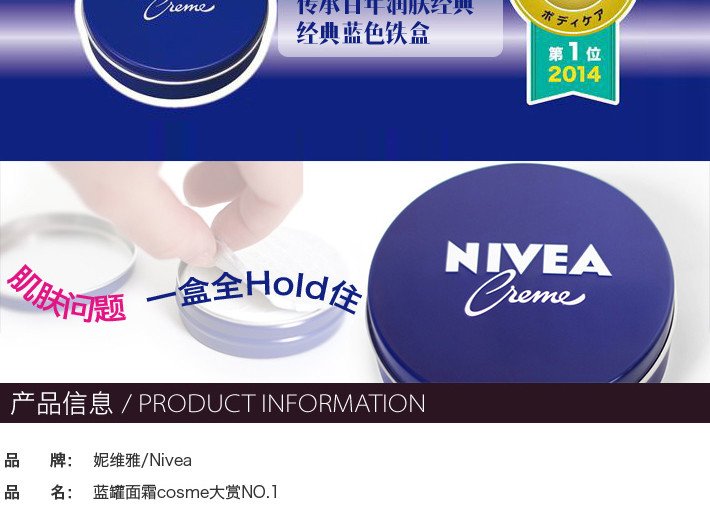 Creme
传承百年润肤经典
经典蓝色铁盒
ボディケア
第1位
2014
NIVEA
Creme
肌肤问题 一盒全Hold住
产品信息 / PRODUCT INFORMATION
品 牌: 妮维雅/Nivea
品 名: 蓝罐面霜cosme大赏NO.1